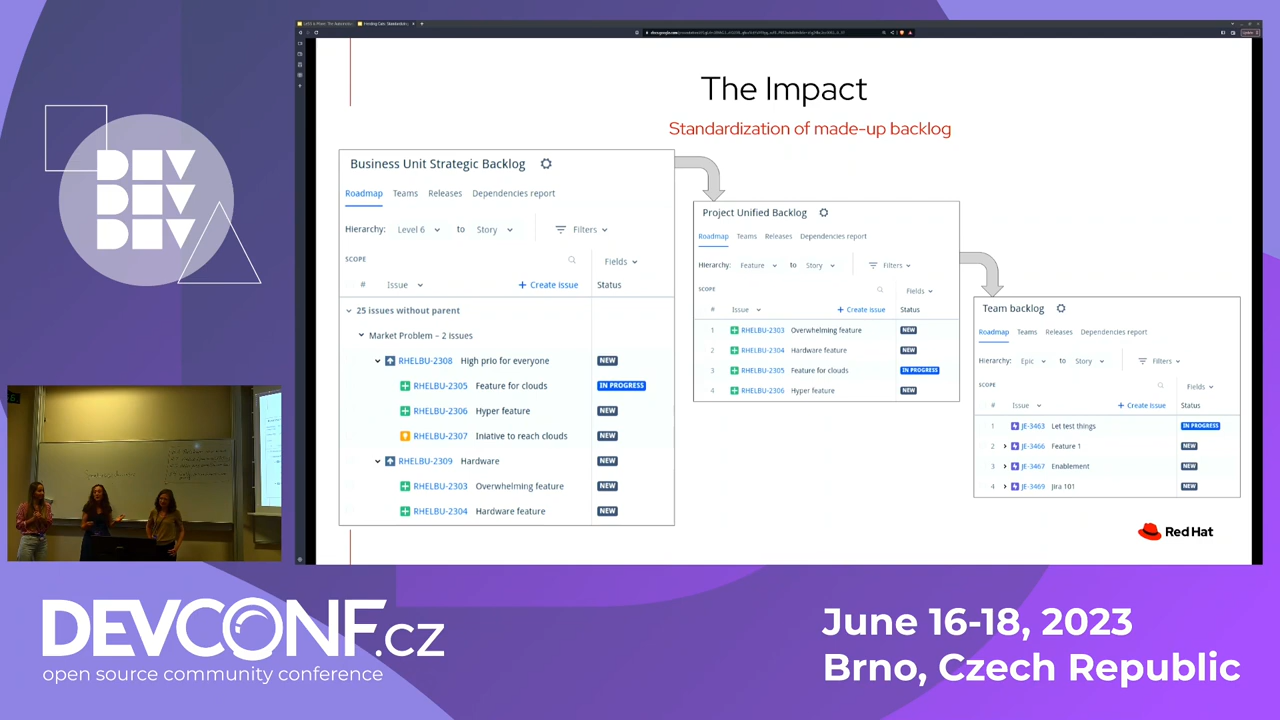 DEV
DEV
DEV
The Impact
Standardization of made-up backlog
Business Unit Strategic Backlog
Roadmap Teams Releases Dependencies report
Hierarchy: Level 6 to Story Filters
SCOPE Fields
# Issue + Create issue Status
25 issues without parent
Market Problem – 2 issues
RHELBU-2308 High prio for everyone NEW
RHELBU-2305 Feature for clouds IN PROGRESS
RHELBU-2306 Hyper feature NEW
RHELBU-2307 Iniative to reach clouds NEW
RHELBU-2309 Hardware NEW
RHELBU-2303 Overwhelming feature NEW
RHELBU-2304 Hardware feature NEW
Project Unified Backlog
Roadmap Teams Releases Dependencies report
Hierarchy: Feature to Story Filters
SCOPE Fields
# Issue + Create issue Status
1 RHELBU-2303 Overwhelming feature NEW
2 RHELBU-2304 Hardware feature NEW
3 RHELBU-2305 Feature for clouds IN PROGRESS
4 RHELBU-2306 Hyper feature NEW
Team backlog
Roadmap Teams Releases Dependencies report
Hierarchy: Epic to Story Filters
SCOPE Fields
# Issue + Create issue Status
1 JE-3463 Let test things IN PROGRESS
2 JE-3466 Feature 1 NEW
3 JE-3467 Enablement NEW
4 JE-3469 Jira 101 NEW
Red Hat
DEVCONF.cz
open source community conference
June 16-18, 2023
Brno, Czech Republic